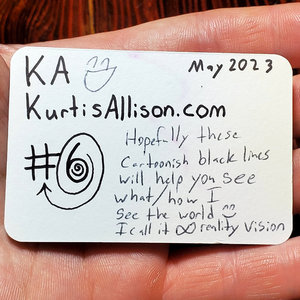 KA
May 2023
KurtisAllison.com
#6
Hopefully these
Cartoonish black lines
will help you see
what/how I
see the world
I call it ∞ reality vision